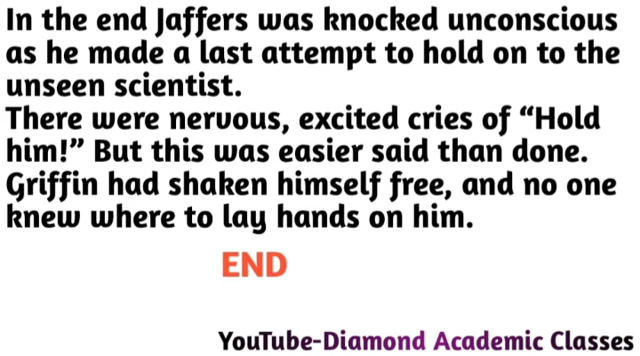 In the end Jaffers was knocked unconscious
as he made a last attempt to hold on to the
unseen scientist.
There were nervous, excited cries of “Hold
him!” But this was easier said than done.
Griffin had shaken himself free, and no one
knew where to lay hands on him.
END
YouTube-Diamond Academic Classes